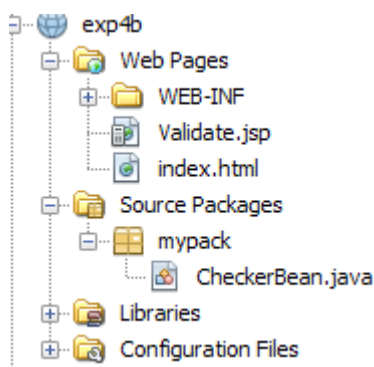 exp4b
Web Pages
WEB-INF
Validate.jsp
index.html
Source Packages
mypack
CheckerBean.java
Libraries
Configuration Files